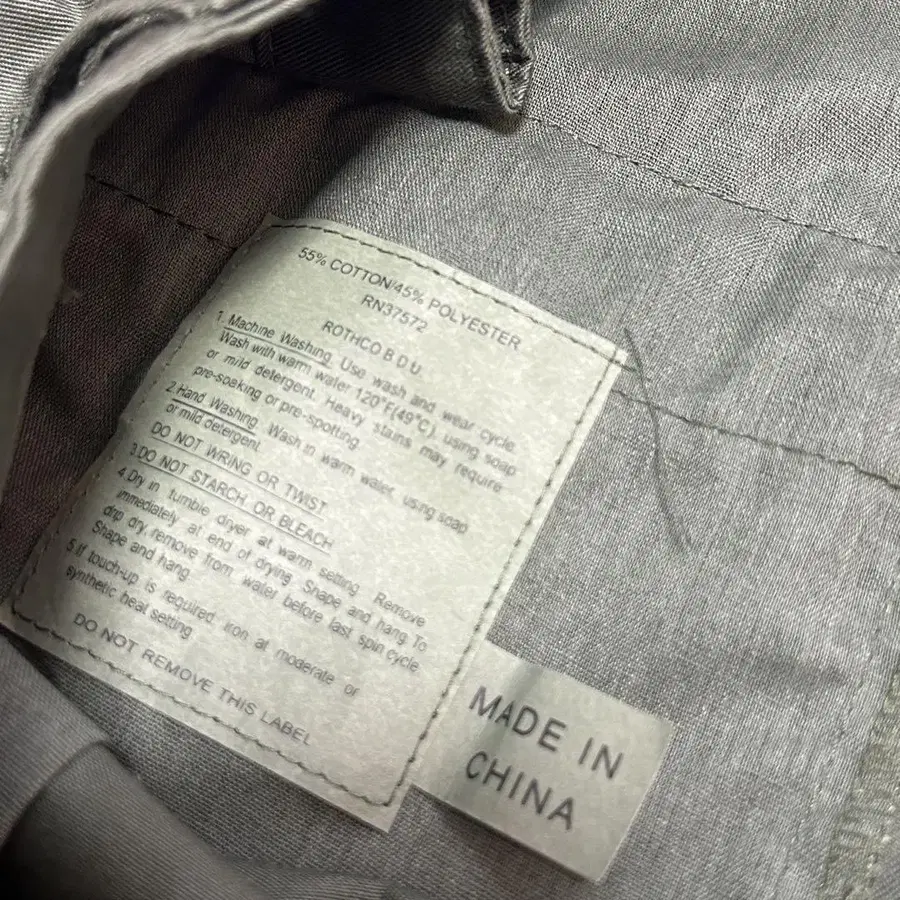 55% COTTON/45% POLYESTER
RN37572
ROTHCO B.D.U.
1. Machine Washing. Use wash and wear cycle.
Wash with warm water 120°F(49°C), using soap
or mild detergent. Heavy stains may require
pre-soaking or pre-spotting.
2.Hand Washing. Wash in warm water, using soap
or mild detergent.
DO NOT WRING OR TWIST
3.DO NOT STARCH OR BLEACH
4.Dry in tumble dryer at warm setting. Remove
immediately at end of drying. Shape and hang. To
drip dry, remove from water before last spin cycle.
Shape and hang
5.If touch-up is required iron at moderate or
synthetic heat setting
DO NOT REMOVE THIS LABEL
MADE IN
CHINA